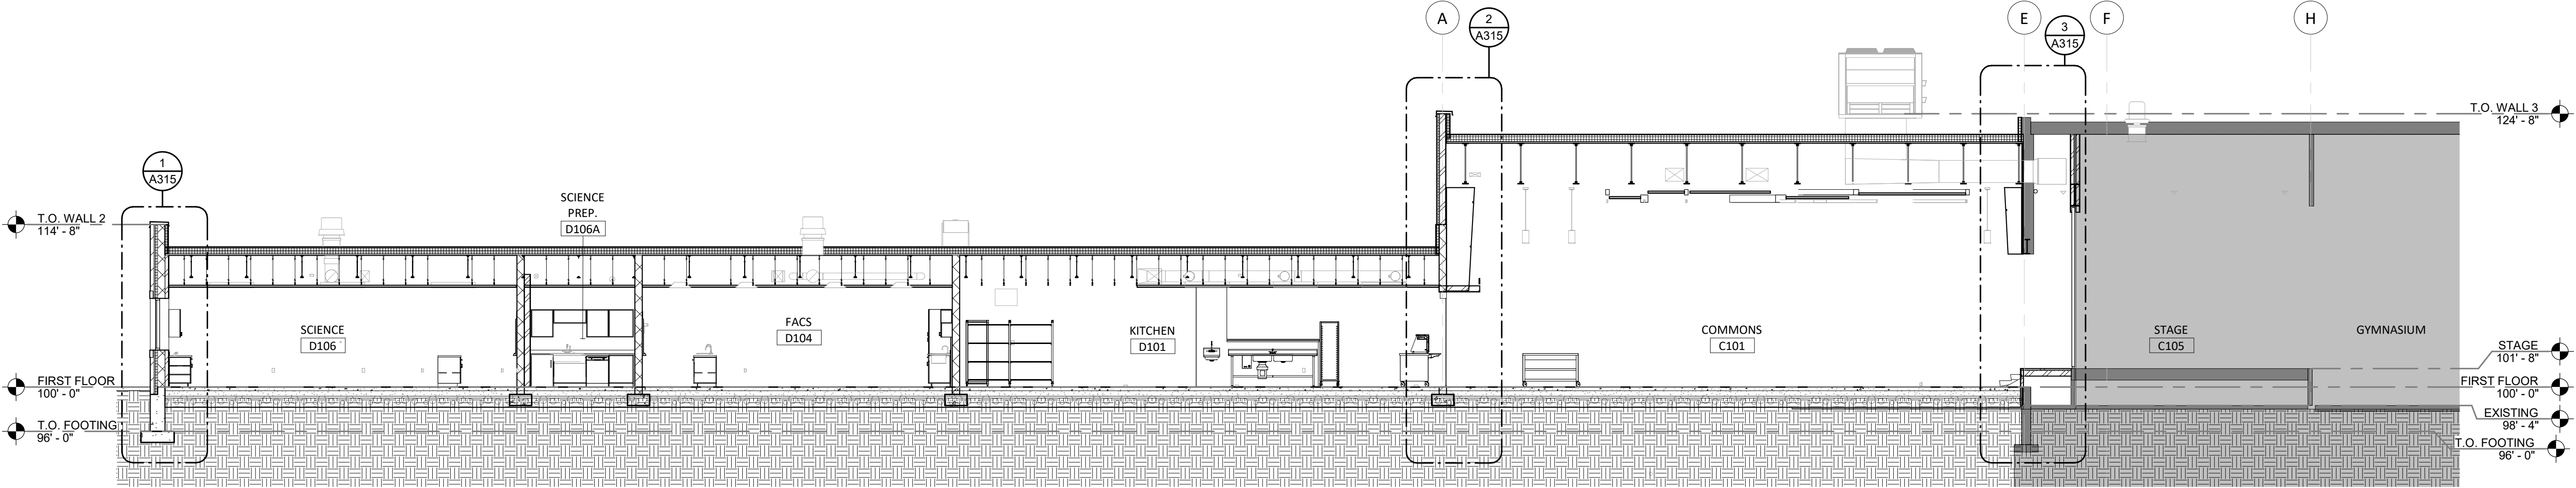 A
E
F
H
2
A315
3
A315
T.O. WALL 3
124' - 8"
1
A315
SCIENCE
PREP.
D106A
T.O. WALL 2
114' - 8"
SCIENCE
D106
FACS
D104
KITCHEN
D101
COMMONS
C101
STAGE
C105
GYMNASIUM
STAGE
101' - 8"
FIRST FLOOR
100' - 0"
FIRST FLOOR
100' - 0"
EXISTING
98' - 4"
T.O. FOOTING
96' - 0"
T.O. FOOTING
96' - 0"